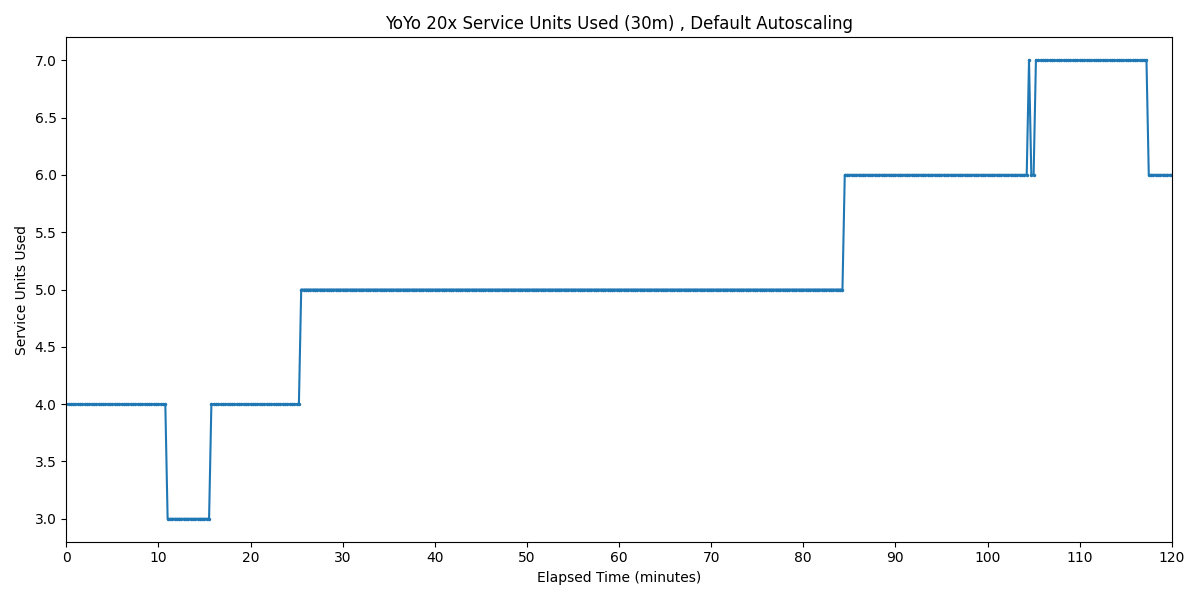 YoYo 20x Service Units Used (30m) , Default Autoscaling
7.0
6.5
6.0
5.5
5.0
4.5
4.0
3.5
3.0
Service Units Used
0 10 20 30 40 50 60 70 80 90 100 110 120
Elapsed Time (minutes)